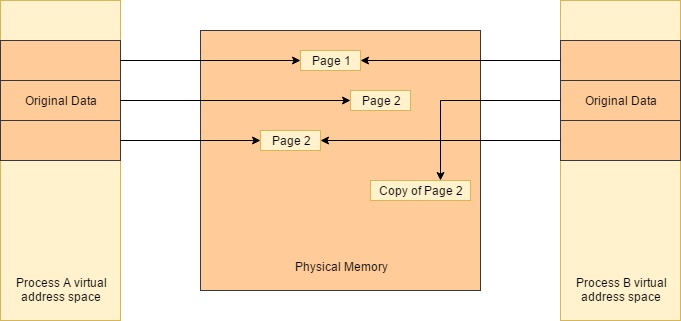 Page 1
Original Data
Page 2
Original Data
Page 2
Copy of Page 2
Physical Memory
Process A virtual
address space
Process B virtual
address space